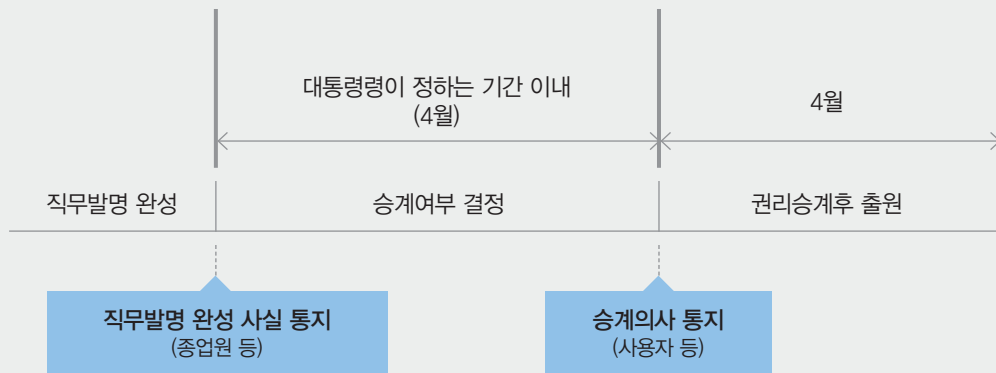 대통령령이 정하는 기간 이내
(4월)
4월
직무발명 완성
승계여부 결정
권리승계후 출원
직무발명 완성 사실 통지
(종업원 등)
승계의사 통지
(사용자 등)